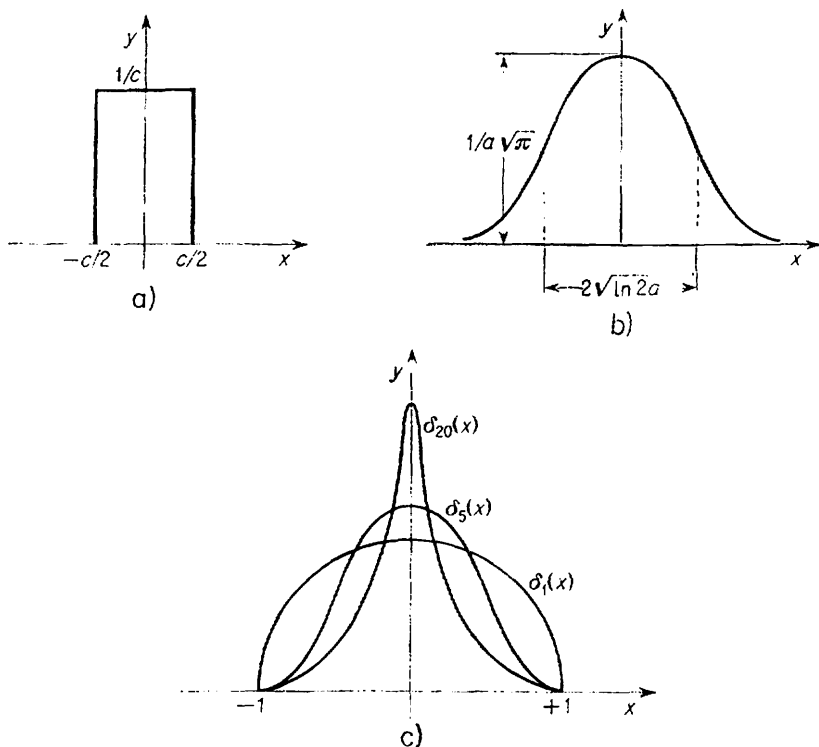 y
1/c
-c/2
c/2
x
a)
y
1/a √π
x
2√ln 2a
b)
y
δ20(x)
δ5(x)
δ1(x)
-1
+1
x
c)